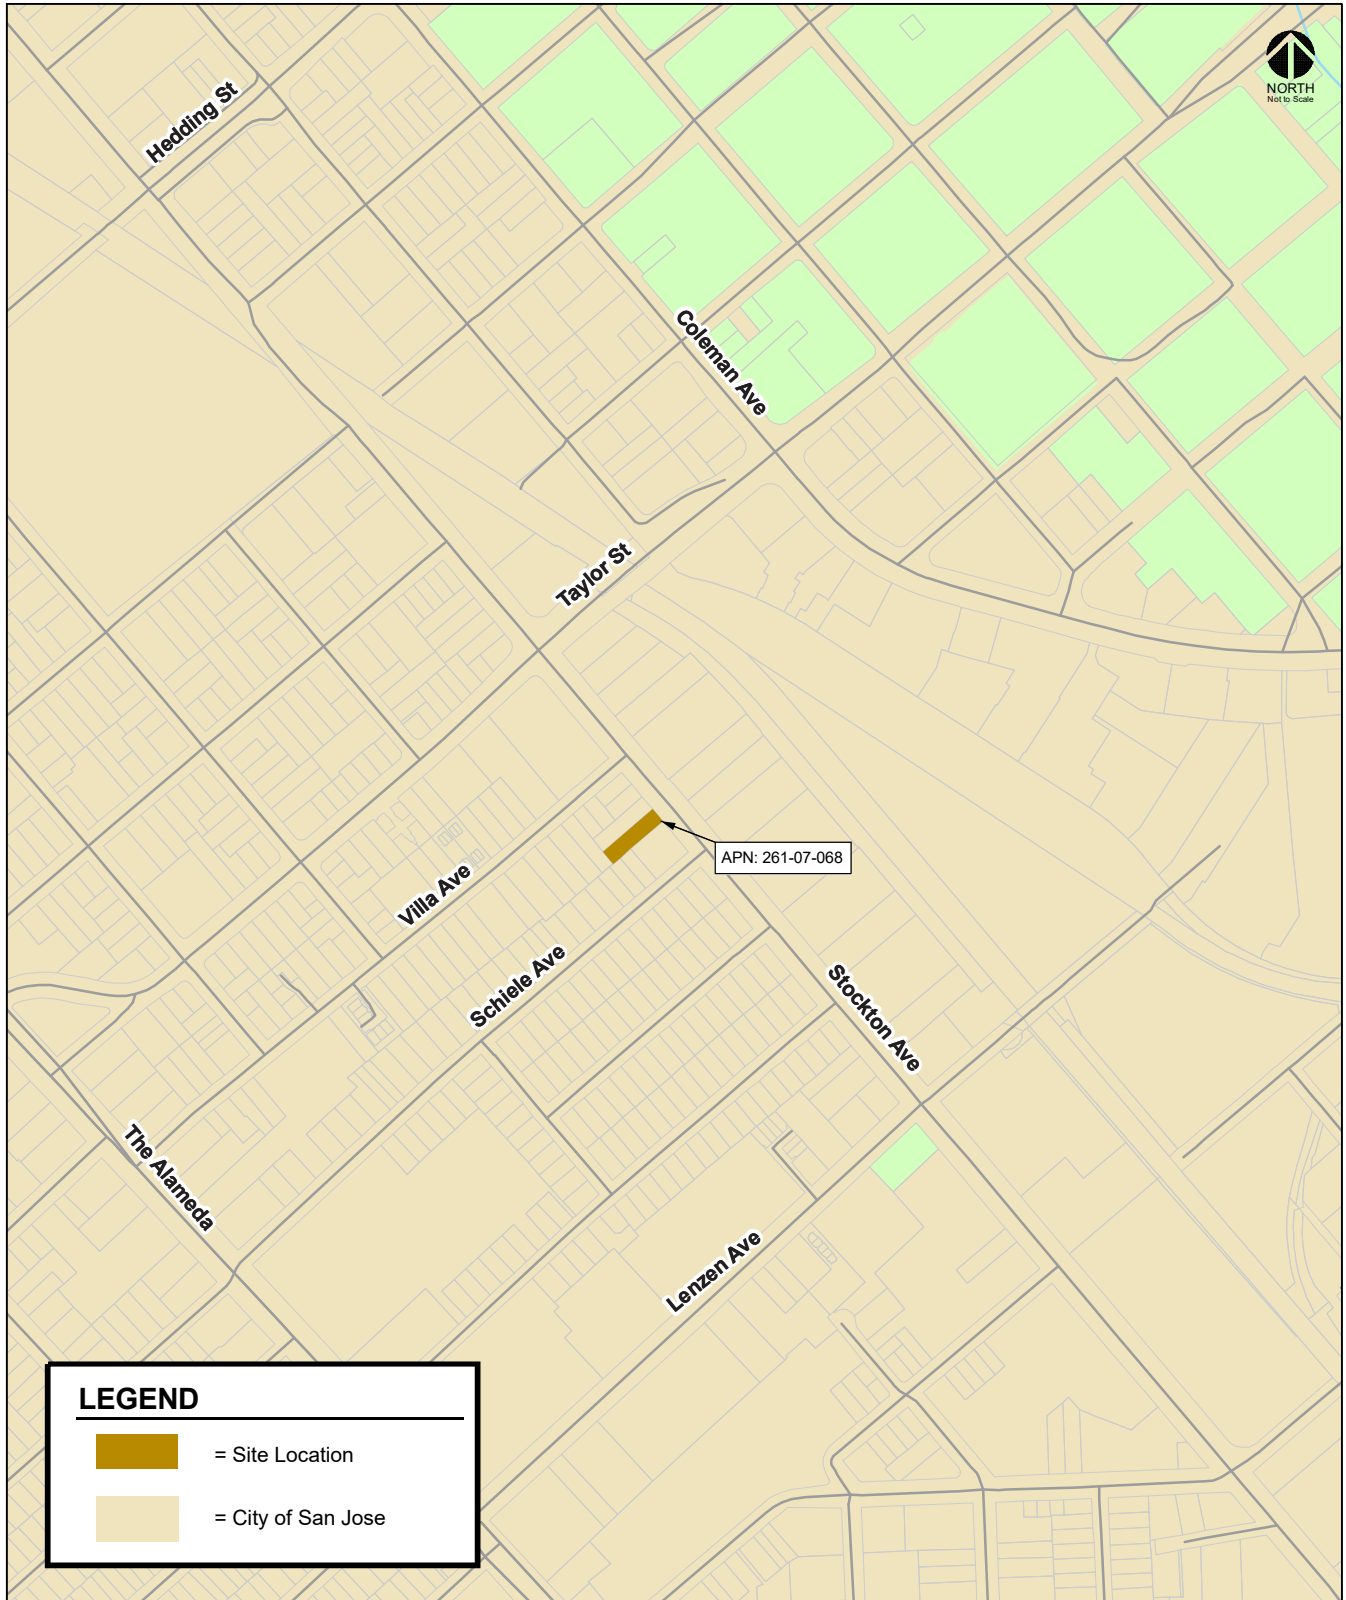 NORTH
Not to Scale
Hedding St
Coleman Ave
Taylor St
APN: 261-07-068
Villa Ave
Schiele Ave
Stockton Ave
The Alameda
Lenzen Ave
LEGEND
= Site Location
= City of San Jose